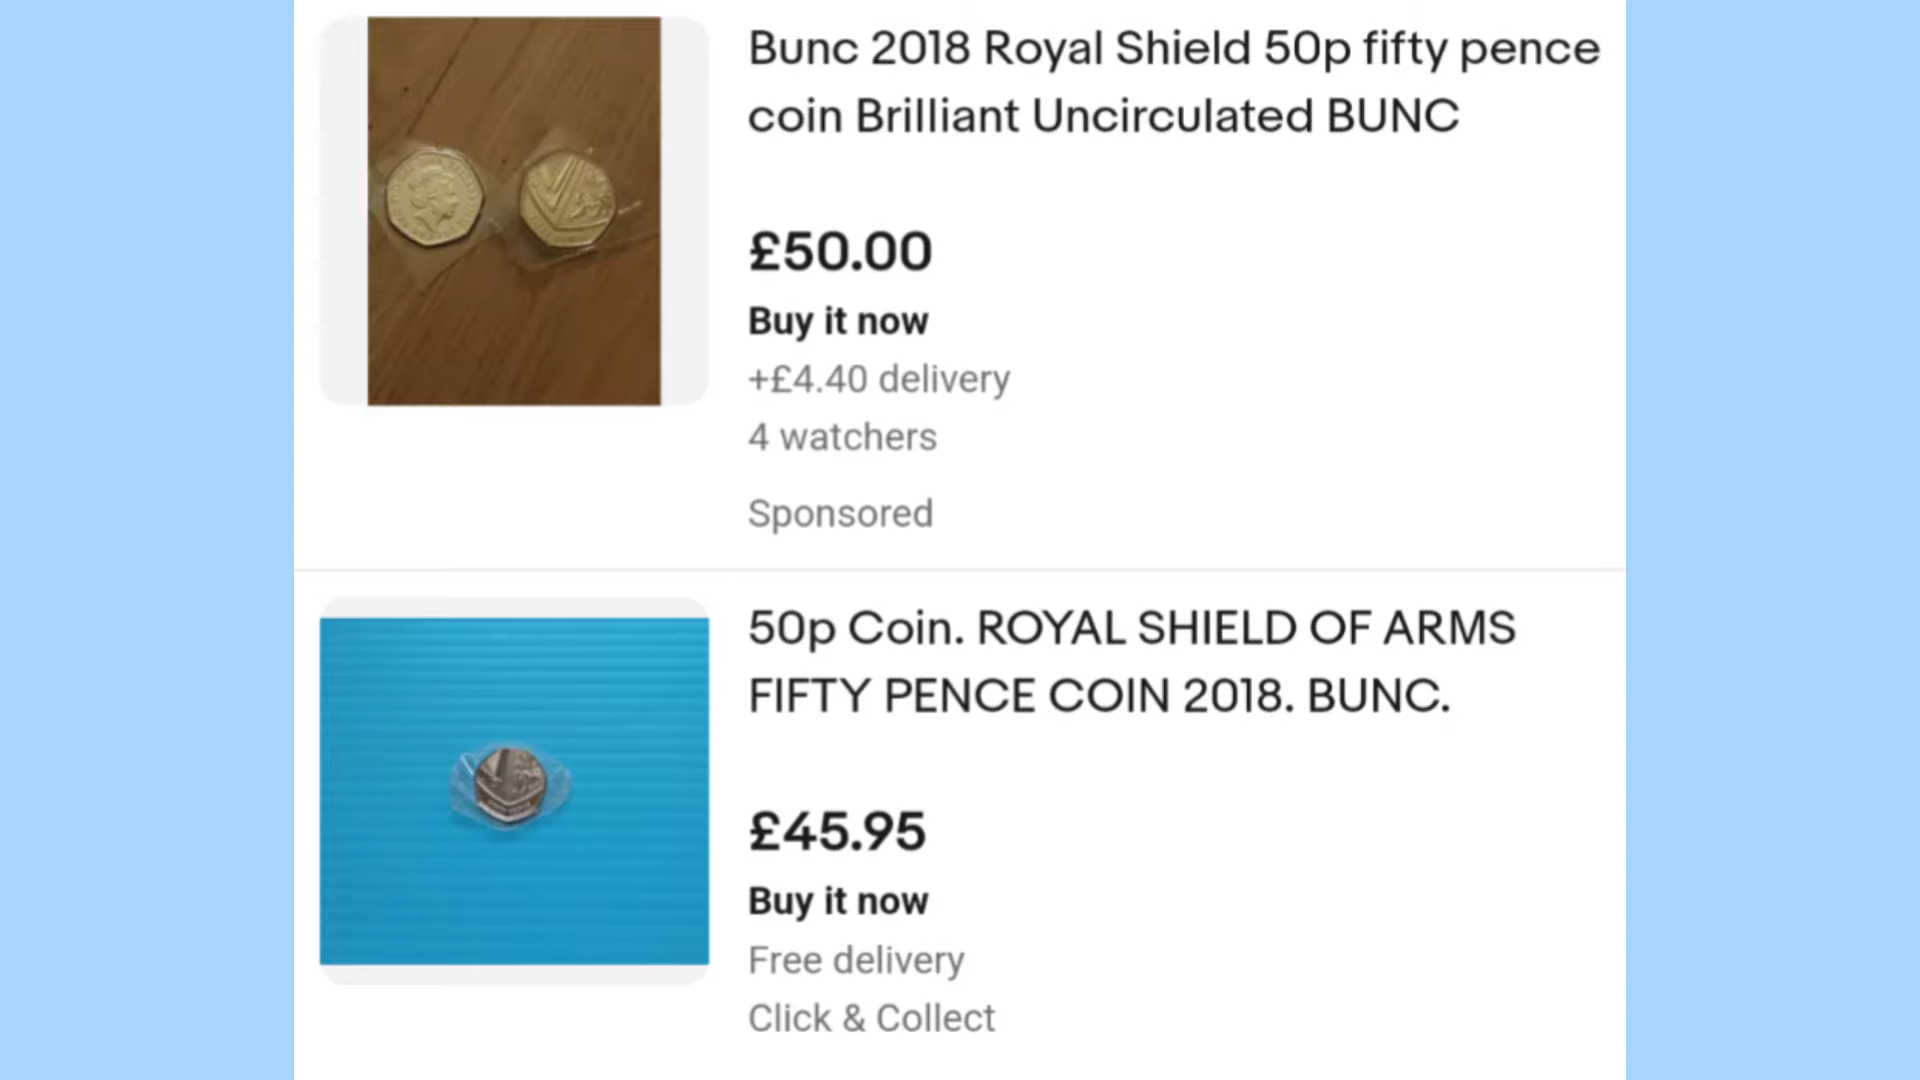 Bunc 2018 Royal Shield 50p fifty pence
coin Brilliant Uncirculated BUNC
£50.00
Buy it now
+£4.40 delivery
4 watchers
Sponsored
50p Coin. ROYAL SHIELD OF ARMS
FIFTY PENCE COIN 2018. BUNC.
£45.95
Buy it now
Free delivery
Click & Collect